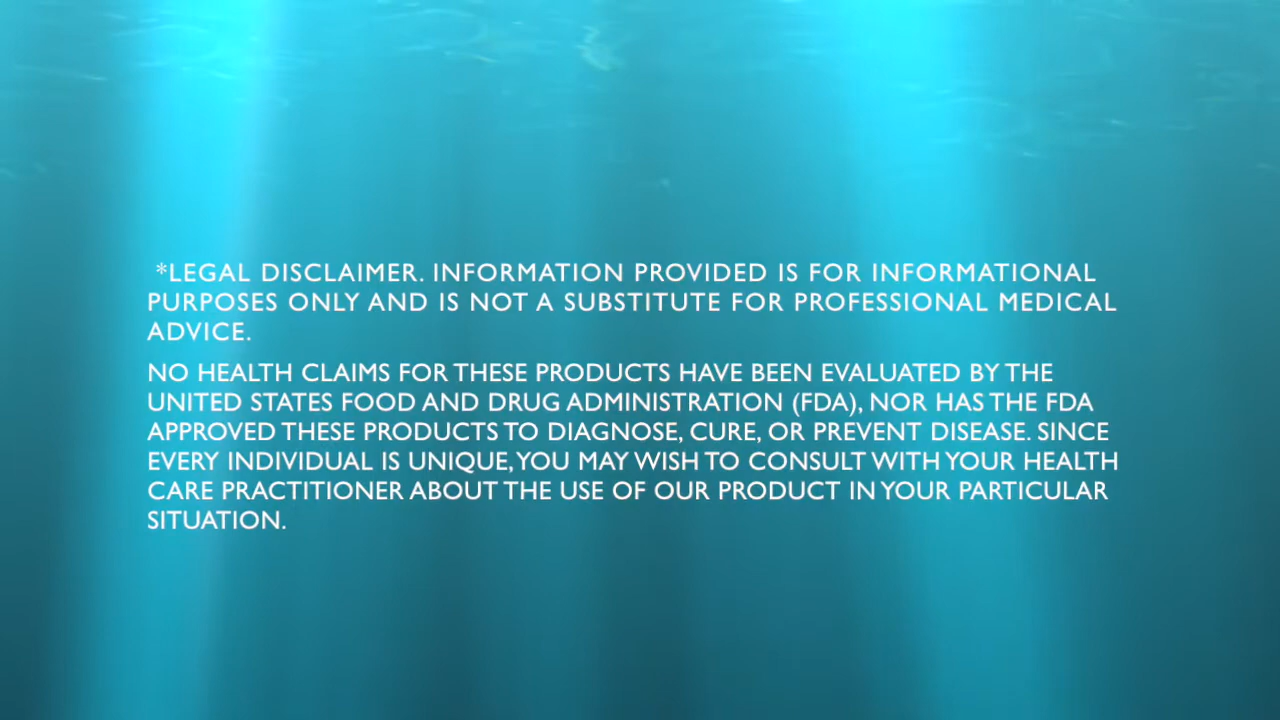 *LEGAL DISCLAIMER. INFORMATION PROVIDED IS FOR INFORMATIONAL
PURPOSES ONLY AND IS NOT A SUBSTITUTE FOR PROFESSIONAL MEDICAL
ADVICE.
NO HEALTH CLAIMS FOR THESE PRODUCTS HAVE BEEN EVALUATED BY THE
UNITED STATES FOOD AND DRUG ADMINISTRATION (FDA), NOR HAS THE FDA
APPROVED THESE PRODUCTS TO DIAGNOSE, CURE, OR PREVENT DISEASE. SINCE
EVERY INDIVIDUAL IS UNIQUE, YOU MAY WISH TO CONSULT WITH YOUR HEALTH
CARE PRACTITIONER ABOUT THE USE OF OUR PRODUCT IN YOUR PARTICULAR
SITUATION.